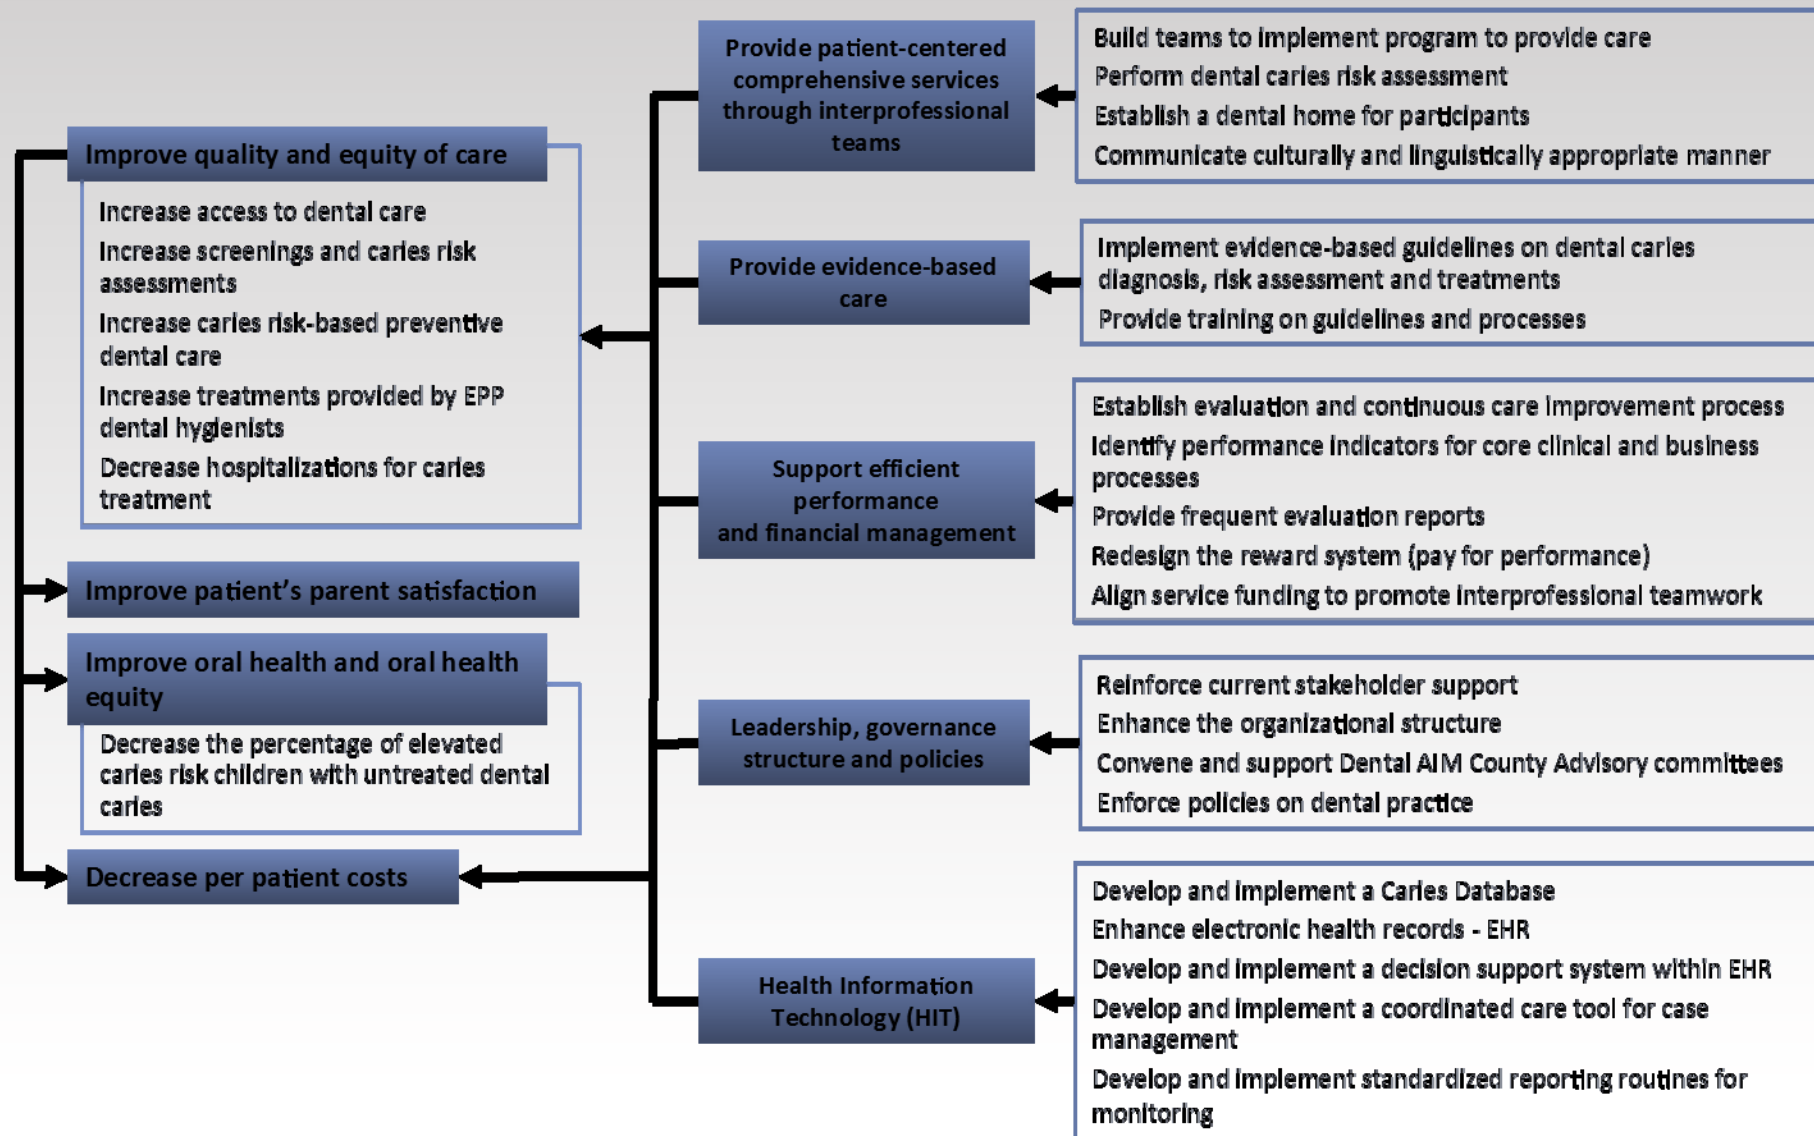 Improve quality and equity of care
Increase access to dental care
Increase screenings and caries risk
assessments
Increase caries risk-based preventive
dental care
Increase treatments provided by EPP
dental hygienists
Decrease hospitalizations for caries
treatment
Improve patient's parent satisfaction
Improve oral health and oral health
equity
Decrease the percentage of elevated
caries risk children with untreated dental
caries
Decrease per patient costs
Provide patient-centered
comprehensive services
through interprofessional
teams
Build teams to implement program to provide care
Perform dental caries risk assessment
Establish a dental home for participants
Communicate culturally and linguistically appropriate manner
Provide evidence-based
care
Implement evidence-based guidelines on dental caries
diagnosis, risk assessment and treatments
Provide training on guidelines and processes
Support efficient
performance
and financial management
Establish evaluation and continuous care improvement process
Identify performance indicators for core clinical and business
processes
Provide frequent evaluation reports
Redesign the reward system (pay for performance)
Align service funding to promote interprofessional teamwork
Leadership, governance
structure and policies
Reinforce current stakeholder support
Enhance the organizational structure
Convene and support Dental AIM County Advisory committees
Enforce policies on dental practice
Health Information
Technology (HIT)
Develop and implement a Caries Database
Enhance electronic health records - EHR
Develop and implement a decision support system within EHR
Develop and implement a coordinated care tool for case
management
Develop and implement standardized reporting routines for
monitoring